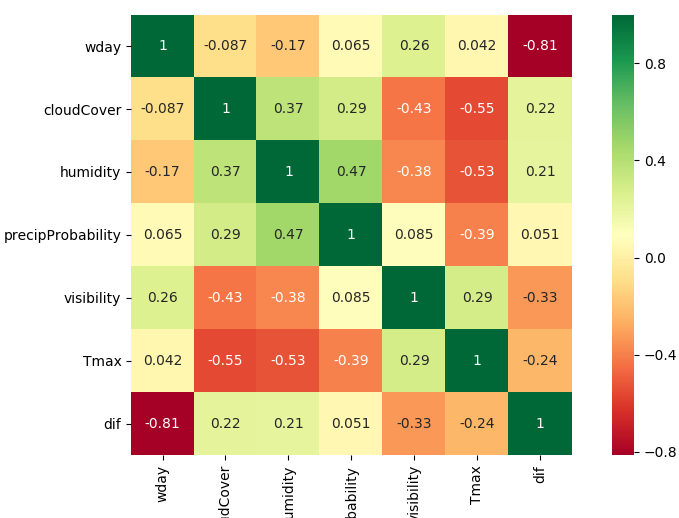 wday 1 -0.087 -0.17 0.065 0.26 0.042 -0.81
cloudCover -0.087 1 0.37 0.29 -0.43 -0.55 0.22
humidity -0.17 0.37 1 0.47 -0.38 -0.53 0.21
precipProbability 0.065 0.29 0.47 1 0.085 -0.39 0.051
visibility 0.26 -0.43 -0.38 0.085 1 0.29 -0.33
Tmax 0.042 -0.55 -0.53 -0.39 0.29 1 -0.24
dif -0.81 0.22 0.21 0.051 -0.33 -0.24 1
wday
udCover
umidity
bability
visibility
Tmax
dif
0.8
0.4
0.0
−0.4
−0.8